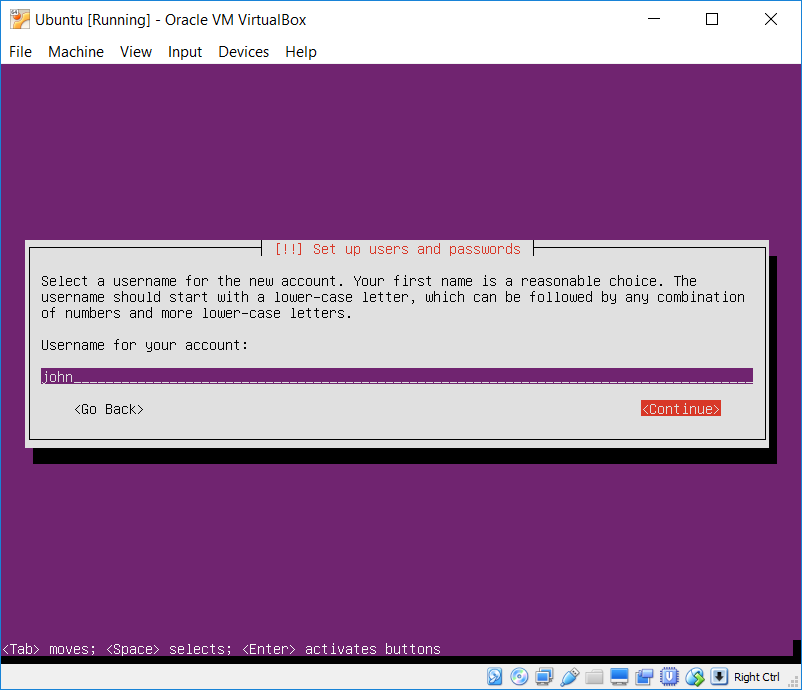 Ubuntu [Running] - Oracle VM VirtualBox
File Machine View Input Devices Help
[!!] Set up users and passwords
Select a username for the new account. Your first name is a reasonable choice. The
username should start with a lower-case letter, which can be followed by any combination
of numbers and more lower-case letters.
Username for your account:
john
<Go Back> <Continue>
<Tab> moves; <Space> selects; <Enter> activates buttons
Right Ctrl